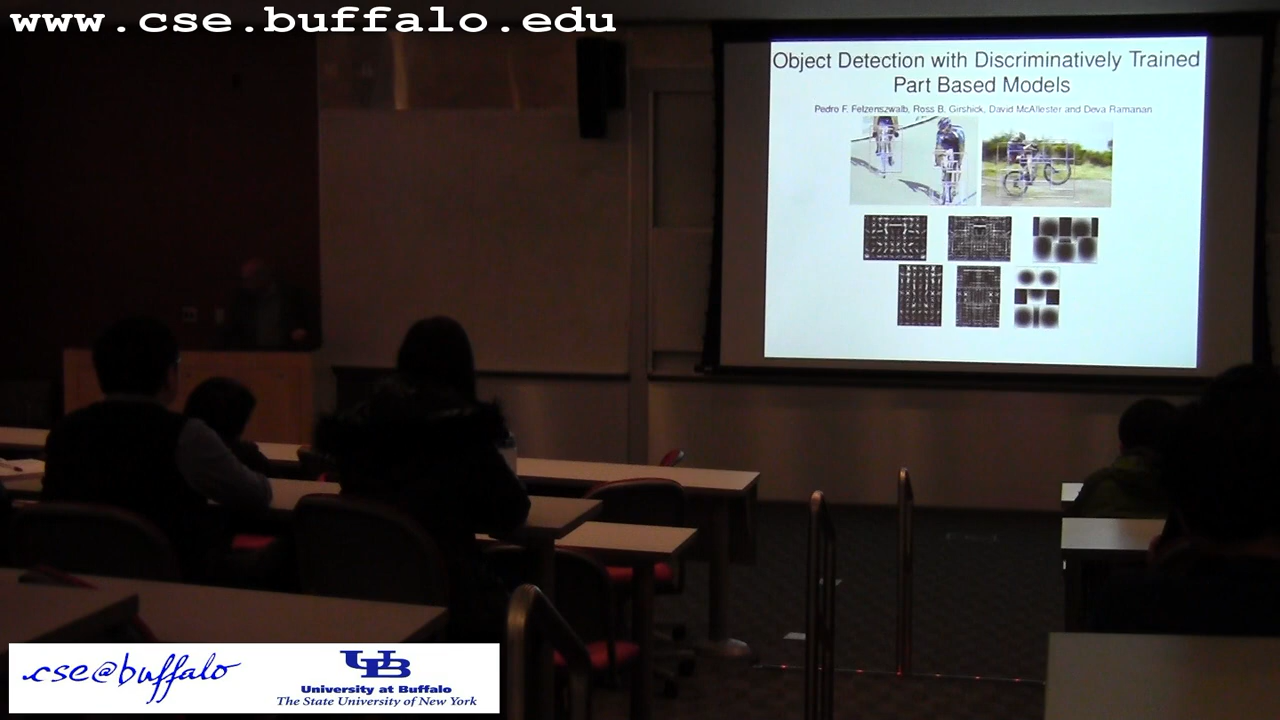 www.cse.buffalo.edu
Object Detection with Discriminatively Trained
Part Based Models
Pedro F. Felzenszwalb, Ross B. Girshick, David McAllester and Deva Ramanan
cse@buffalo
UB
University at Buffalo
The State University of New York